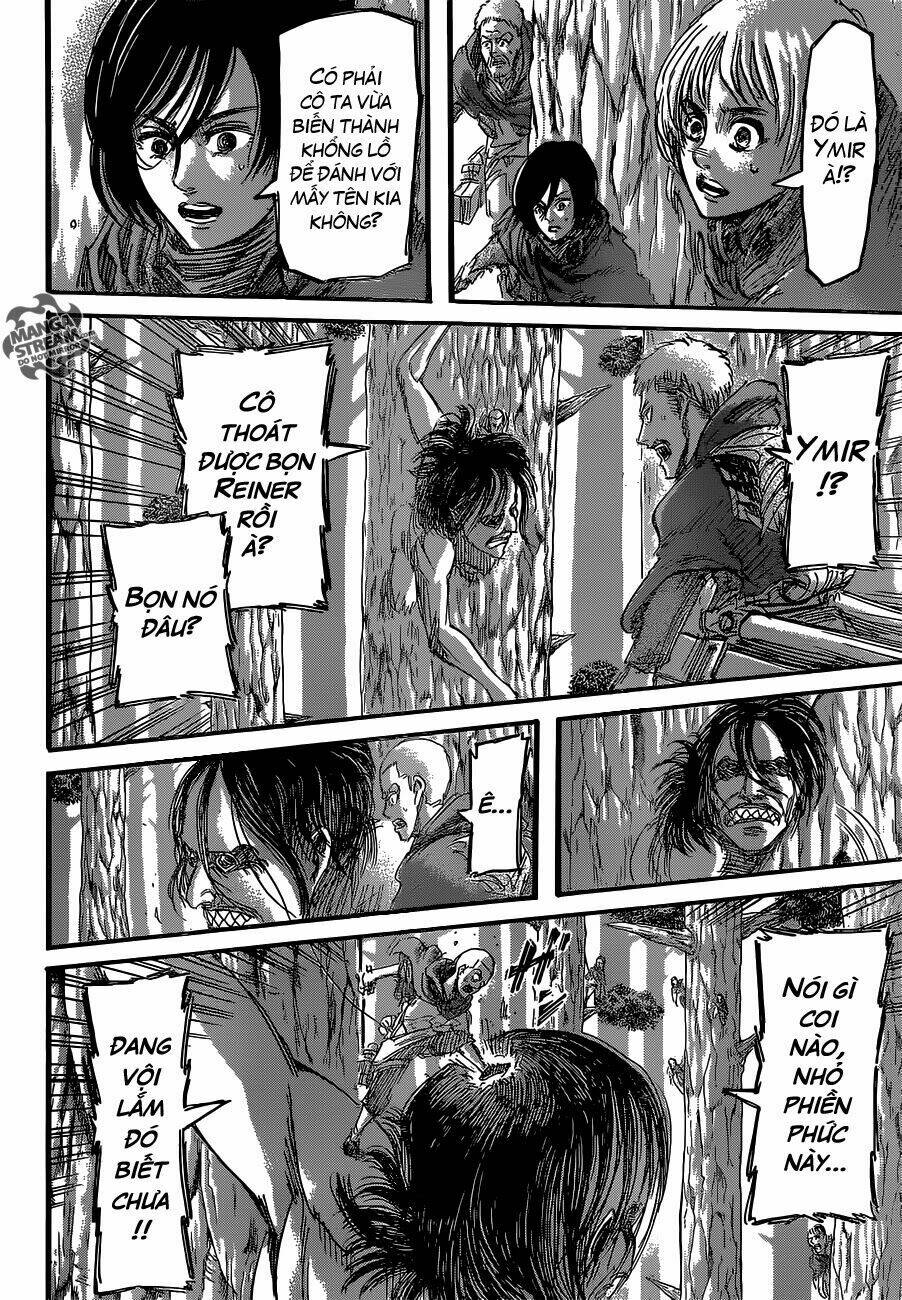 ĐÓ LÀ
YMIR
À!?
CÓ PHẢI
CÔ TA VỪA
BIẾN THÀNH
KHỔNG LỒ
ĐỂ ĐÁNH VỚI
MẤY TÊN KIA
KHÔNG?
YMIR
!?
CÔ
THOÁT
ĐƯỢC BỌN
REINER
RỒI
À?
BỌN NÓ
ĐÂU?
Ê...
NÓI GÌ
COI
NÀO,
NHỎ
PHIỀN
PHỨC
NÀY...
ĐANG
VỘI
LẮM
ĐÓ
BIẾT
CHƯA
!!
MANGA
STREAM